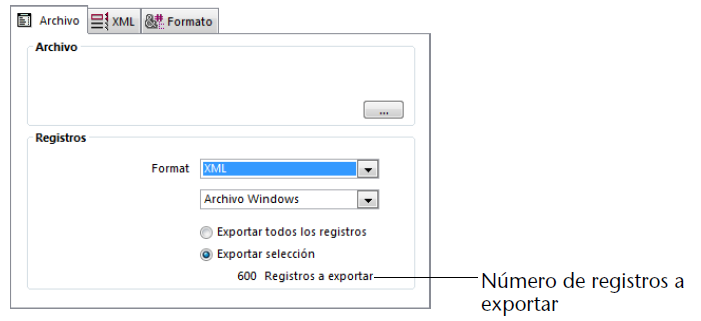 Archivo XML Formato
Archivo
...
Registros
Format XML
Archivo Windows
Exportar todos los registros
Exportar selección
600 Registros a exportar
Número de registros a
exportar